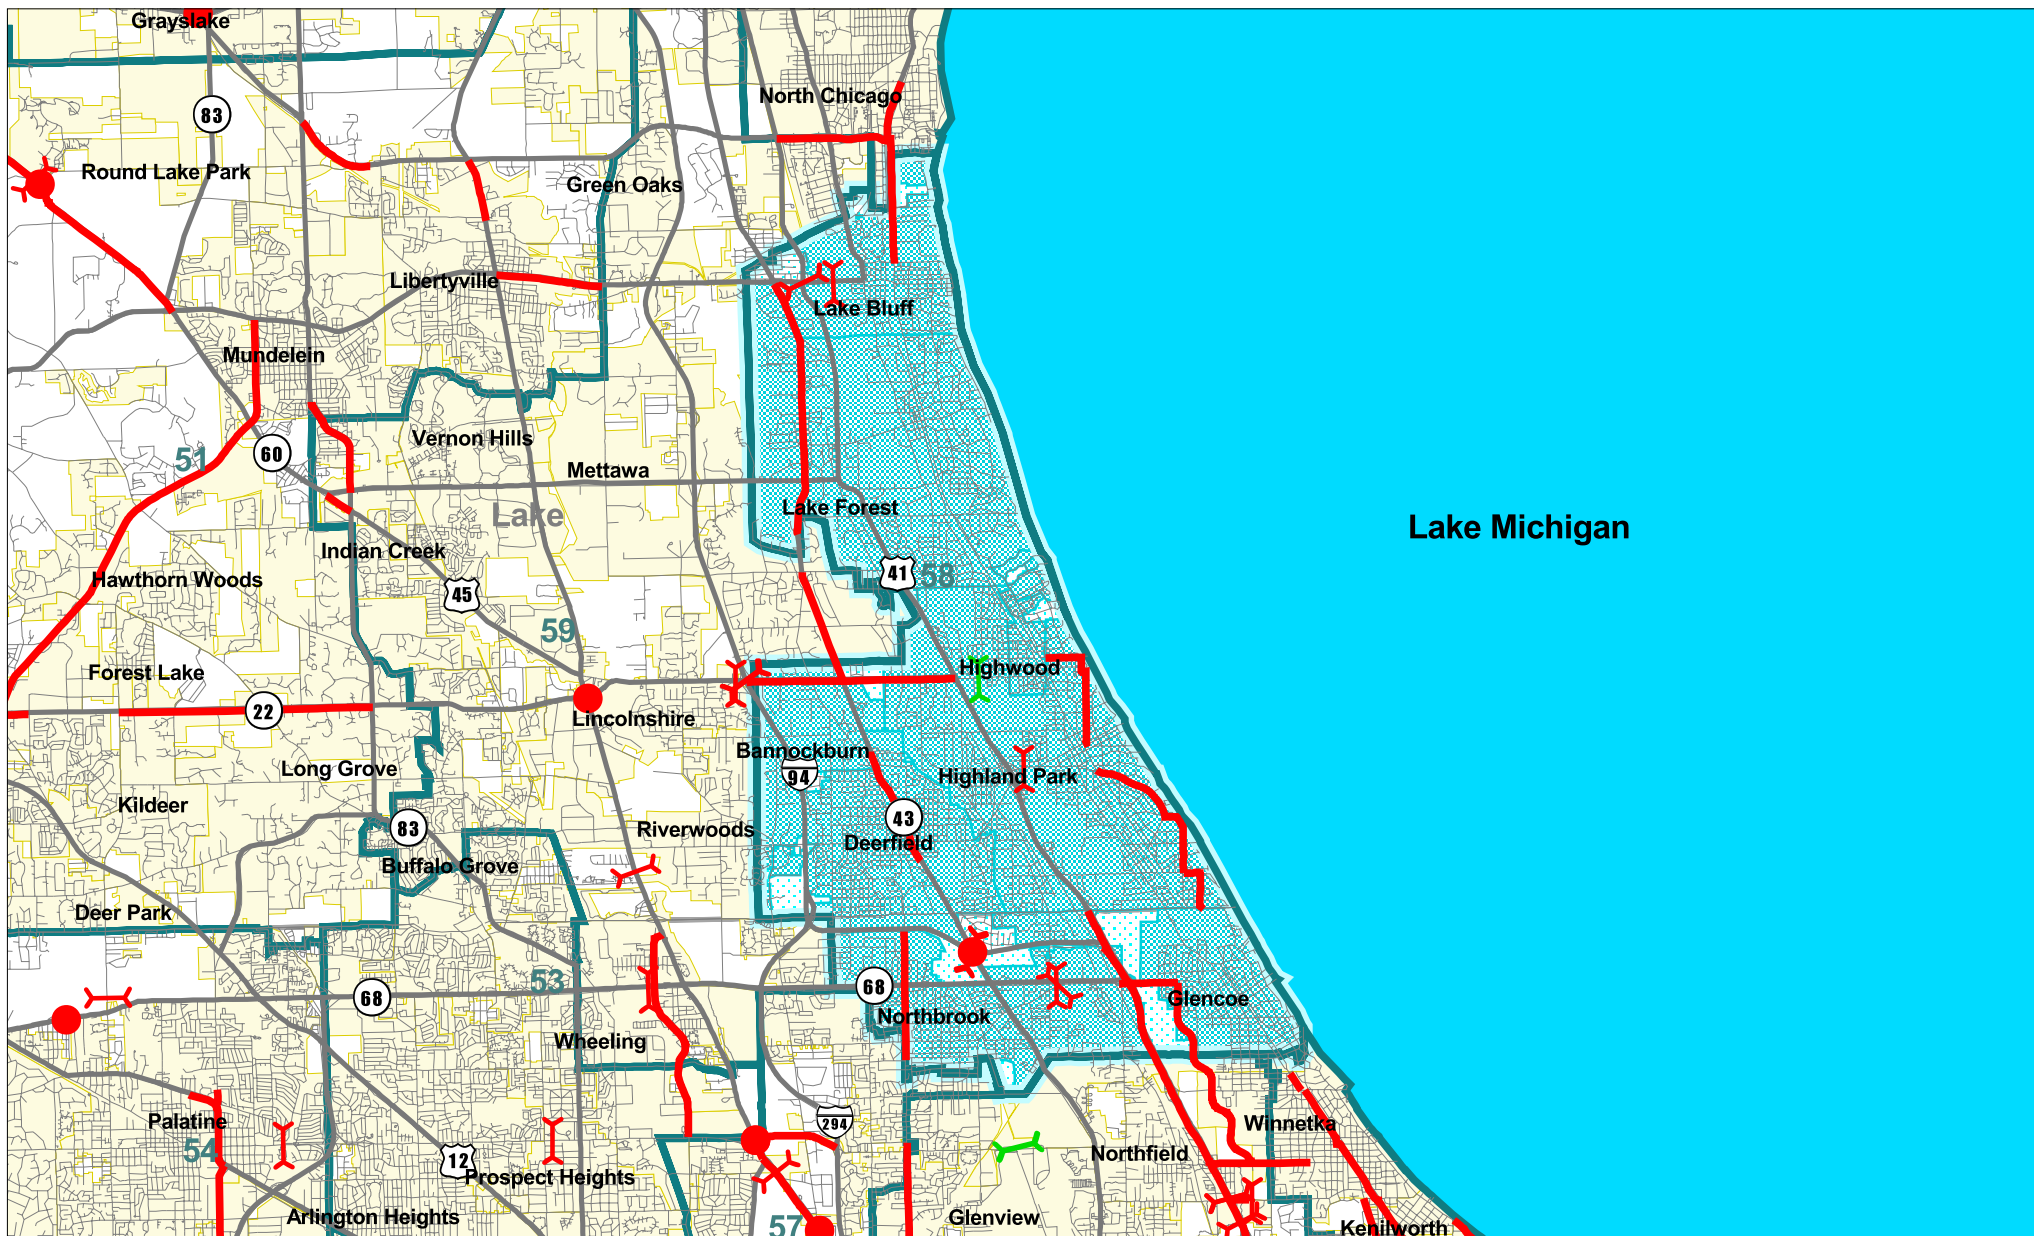 Grayslake
North Chicago
83
Round Lake Park
Green Oaks
Libertyville
Lake Bluff
Mundelein
Vernon Hills
51
60
Mettawa
Lake Forest
Lake
Lake Michigan
Indian Creek
Hawthorn Woods
41
58
45
59
Forest Lake
Highwood
22
Lincolnshire
Bannockburn
Long Grove
94
Highland Park
Kildeer
83
Riverwoods
43
Deerfield
Buffalo Grove
Deer Park
53
68
68
Glencoe
Northbrook
Wheeling
Palatine
294
Winnetka
54
12
Northfield
Prospect Heights
Arlington Heights
57
Glenview
Kenilworth